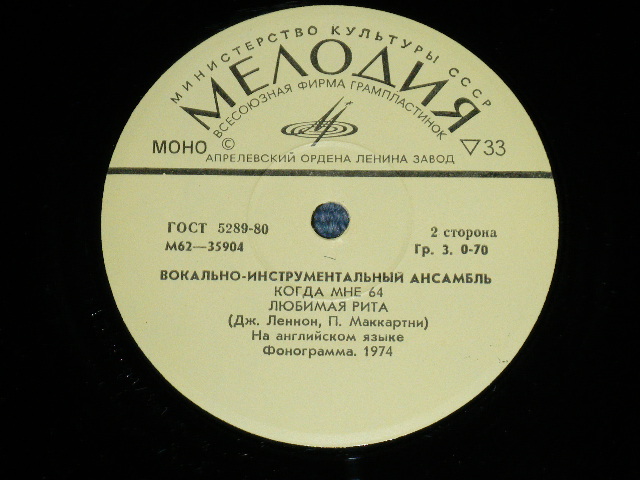 МИНИСТЕРСТВО КУЛЬТУРЫ СССР
МЕЛОДИЯ
ВСЕСОЮЗНАЯ ФИРМА ГРАМПЛАСТИНОК
МОНО © ▽33
АПРЕЛЕВСКИЙ ОРДЕНА ЛЕНИНА ЗАВОД
ГОСТ 5289-80 2 сторона
М62—35904 Гр. 3. 0-70
ВОКАЛЬНО-ИНСТРУМЕНТАЛЬНЫЙ АНСАМБЛЬ
КОГДА МНЕ 64
ЛЮБИМАЯ РИТА
(Дж. Леннон, П. Маккартни)
На английском языке
Фонограмма. 1974